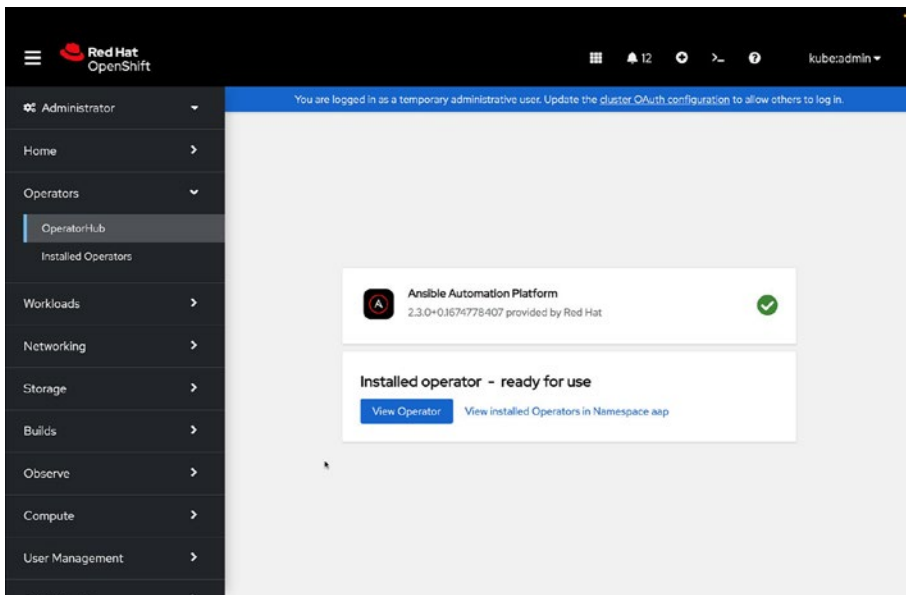 Red Hat
OpenShift
12
kube:admin
You are logged in as a temporary administrative user. Update the cluster OAuth configuration to allow others to log in.
Administrator
Home
Operators
OperatorHub
Installed Operators
Workloads
Networking
Storage
Builds
Observe
Compute
User Management
A
Ansible Automation Platform
2.3.0+0.1674778407 provided by Red Hat
Installed operator - ready for use
View Operator View installed Operators in Namespace aap